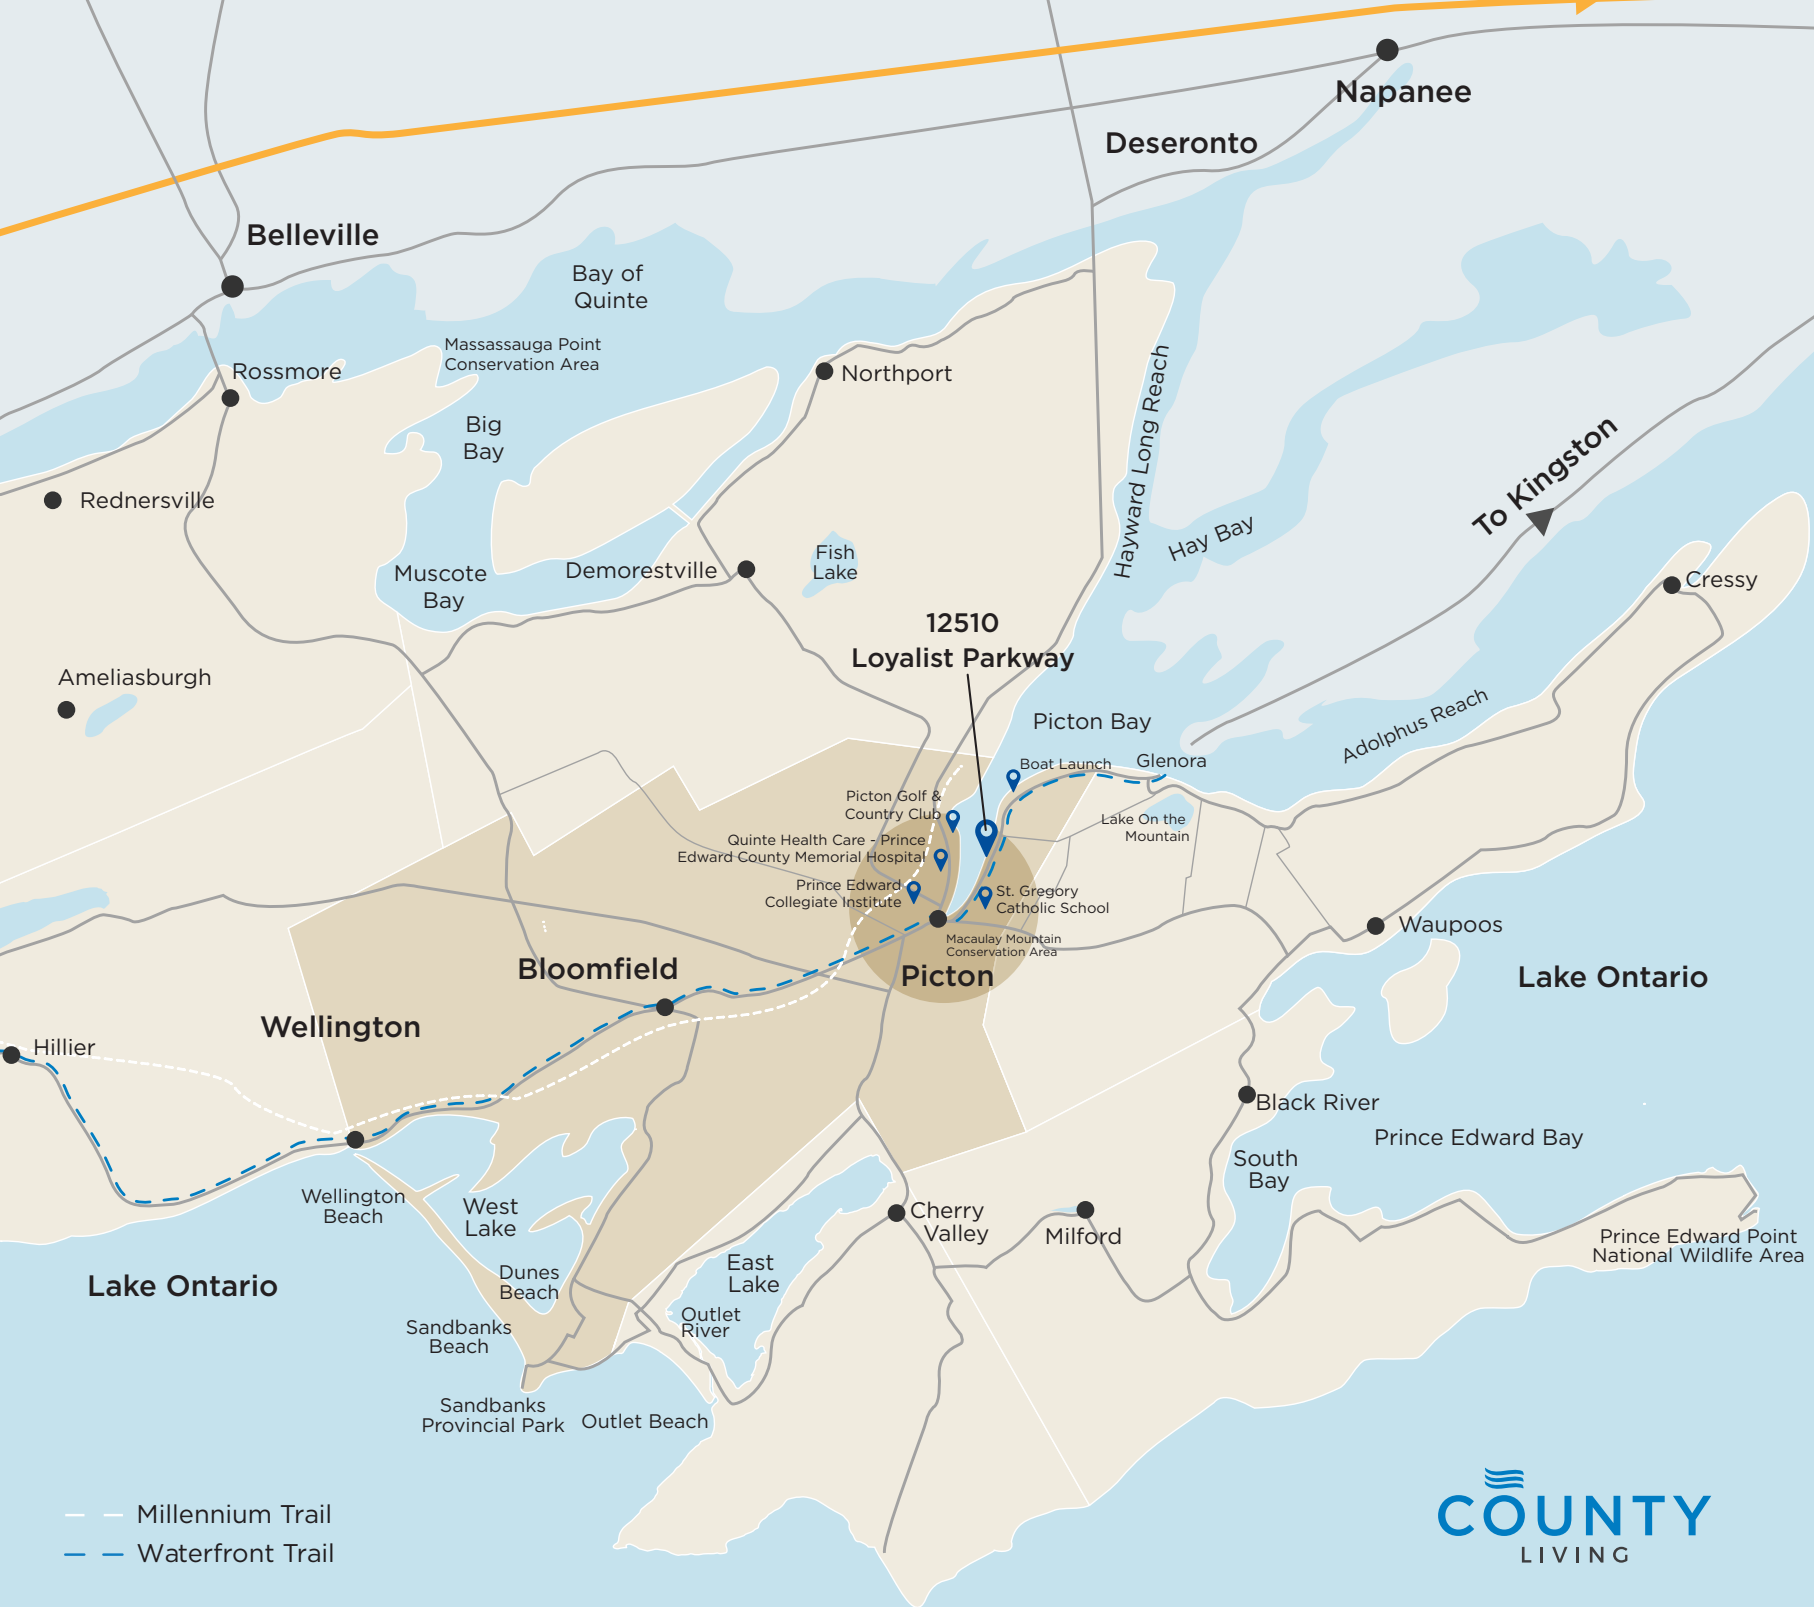 Napanee
Deseronto
Belleville
Bay of
Quinte
Massassauga Point
Conservation Area
Rossmore
Northport
Big
Bay
Hayward Long Reach
To Kingston
Rednersville
Hay Bay
Fish
Lake
Demorestville
Muscote
Bay
Cressy
12510
Loyalist Parkway
Ameliasburgh
Adolphus Reach
Picton Bay
Boat Launch
Glenora
Picton Golf &
Country Club
Lake On the
Mountain
Quinte Health Care - Prince
Edward County Memorial Hospital
Prince Edward
Collegiate Institute
St. Gregory
Catholic School
Waupoos
Macaulay Mountain
Conservation Area
Picton
Bloomfield
Lake Ontario
Wellington
Hillier
Black River
Prince Edward Bay
South
Bay
Wellington
Beach
West
Lake
Cherry
Valley
Milford
Prince Edward Point
National Wildlife Area
East
Lake
Dunes
Beach
Lake Ontario
Outlet
River
Sandbanks
Beach
Sandbanks
Provincial Park
Outlet Beach
Millennium Trail
Waterfront Trail
COUNTY
LIVING